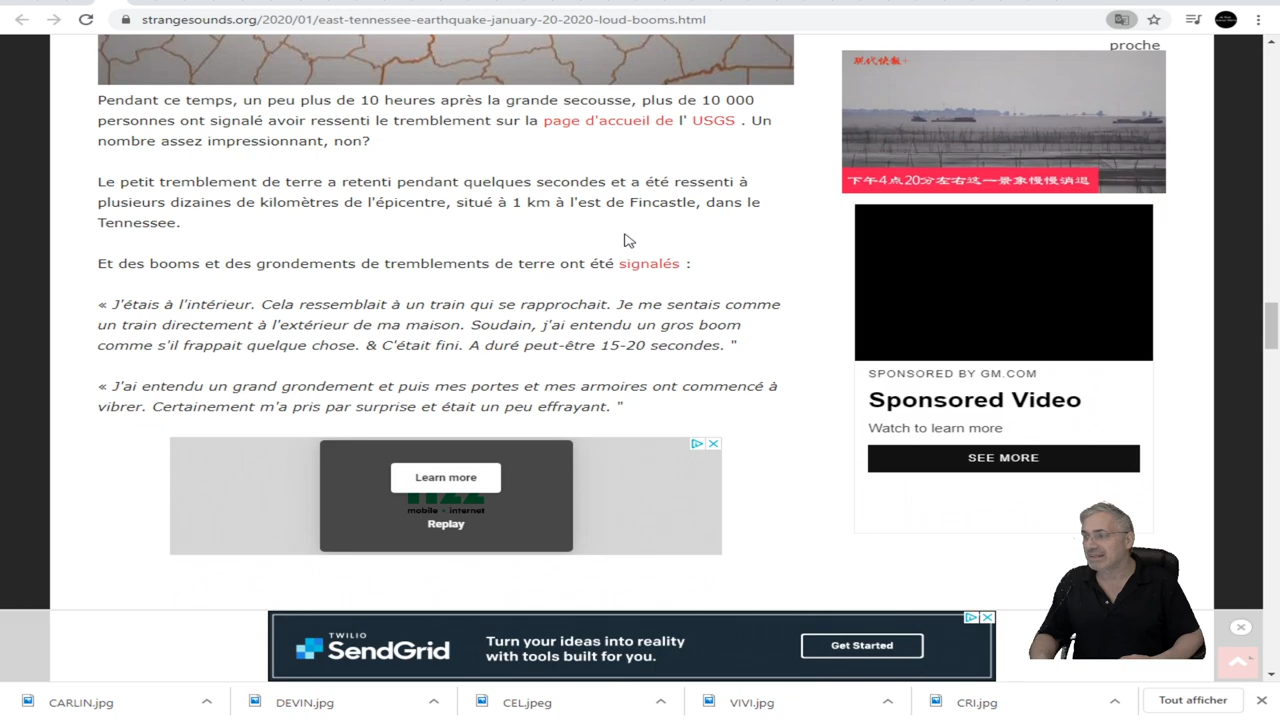 strangesounds.org/2020/01/east-tennessee-earthquake-january-20-2020-loud-booms.html
Pendant ce temps, un peu plus de 10 heures après la grande secousse, plus de 10 000
personnes ont signalé avoir ressenti le tremblement sur la page d'accueil de l' USGS . Un
nombre assez impressionnant, non?
Le petit tremblement de terre a retenti pendant quelques secondes et a été ressenti à
plusieurs dizaines de kilomètres de l'épicentre, situé à 1 km à l'est de Fincastle, dans le
Tennessee.
Et des booms et des grondements de tremblements de terre ont été signalés :
« J'étais à l'intérieur. Cela ressemblait à un train qui se rapprochait. Je me sentais comme
un train directement à l'extérieur de ma maison. Soudain, j'ai entendu un gros boom
comme s'il frappait quelque chose. & C'était fini. A duré peut-être 15-20 secondes. "
« J'ai entendu un grand grondement et puis mes portes et mes armoires ont commencé à
vibrer. Certainement m'a pris par surprise et était un peu effrayant. "
Learn more
mobile • internet
Replay
proche
现代快報+
下午4点20分左右这一景象慢慢消退
SPONSORED BY GM.COM
Sponsored Video
Watch to learn more
SEE MORE
TWILIO
SendGrid
Turn your ideas into reality
with tools built for you.
Get Started
CARLIN.jpg
DEVIN.jpg
CEL.jpeg
VIVI.jpg
CRI.jpg
Tout afficher